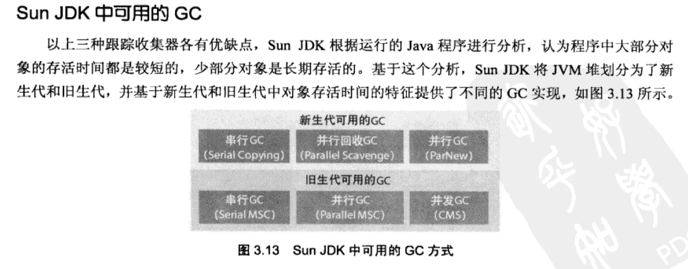 Sun JDK 中可用的 GC
以上三种跟踪收集器各有优缺点，Sun JDK 根据运行的 Java 程序进行分析，认为程序中大部分对
象的存活时间都是较短的，少部分对象是长期存活的。基于这个分析，Sun JDK 将 JVM 堆划分为了新
生代和旧生代，并基于新生代和旧生代中对象存活时间的特征提供了不同的 GC 实现，如图 3.13 所示。
新生代可用的GC
串行GC 并行回收GC 并行GC
(Serial Copying) (Parallel Scavenge) (ParNew)
旧生代可用的GC
串行GC 并行GC 并发GC
(Serial MSC) (Parallel MSC) (CMS)
图 3.13 Sun JDK 中可用的 GC 方式